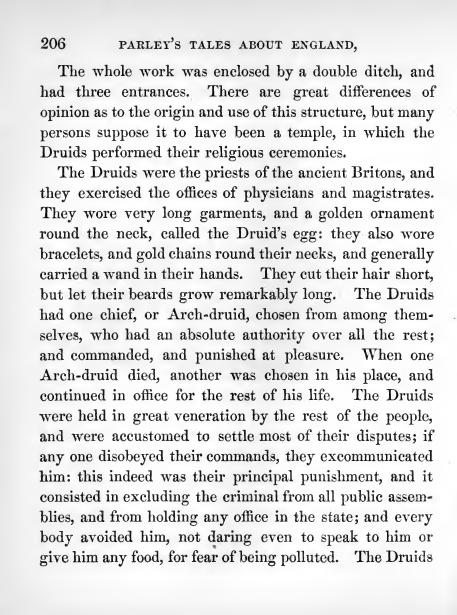 206 PARLEY'S TALES ABOUT ENGLAND,
The whole work was enclosed by a double ditch, and
had three entrances. There are great differences of
opinion as to the origin and use of this structure, but many
persons suppose it to have been a temple, in which the
Druids performed their religious ceremonies.
The Druids were the priests of the ancient Britons, and
they exercised the offices of physicians and magistrates.
They wore very long garments, and a golden ornament
round the neck, called the Druid's egg: they also wore
bracelets, and gold chains round their necks, and generally
carried a wand in their hands. They cut their hair short,
but let their beards grow remarkably long. The Druids
had one chief, or Arch-druid, chosen from among them-
selves, who had an absolute authority over all the rest;
and commanded, and punished at pleasure. When one
Arch-druid died, another was chosen in his place, and
continued in office for the rest of his life. The Druids
were held in great veneration by the rest of the people,
and were accustomed to settle most of their disputes; if
any one disobeyed their commands, they excommunicated
him: this indeed was their principal punishment, and it
consisted in excluding the criminal from all public assem-
blies, and from holding any office in the state; and every
body avoided him, not daring even to speak to him or
give him any food, for fear of being polluted. The Druids